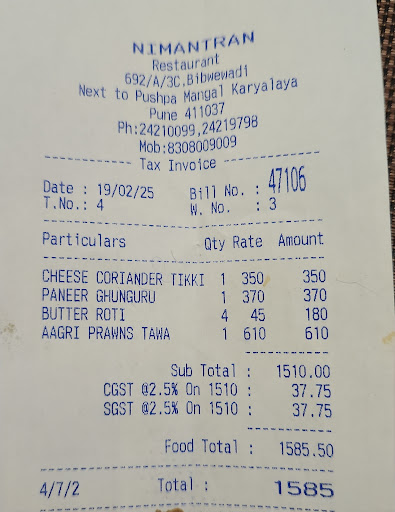 NIMANTRAN
Restaurant
692/A/3C,Bibwewadi
Next to Pushpa Mangal Karyalaya
Pune 411037
Ph:24210099,24219798
Mob:8308009009
Tax Invoice
Date : 19/02/25 Bill No. : 47106
T.No.: 4 W. No. : 3
Particulars Qty Rate Amount
CHEESE CORIANDER TIKKI 1 350 350
PANEER GHUNGURU 1 370 370
BUTTER ROTI 4 45 180
AAGRI PRAWNS TAWA 1 610 610
Sub Total : 1510.00
CGST @2.5% On 1510 : 37.75
SGST @2.5% On 1510 : 37.75
Food Total : 1585.50
4/7/2 Total : 1585